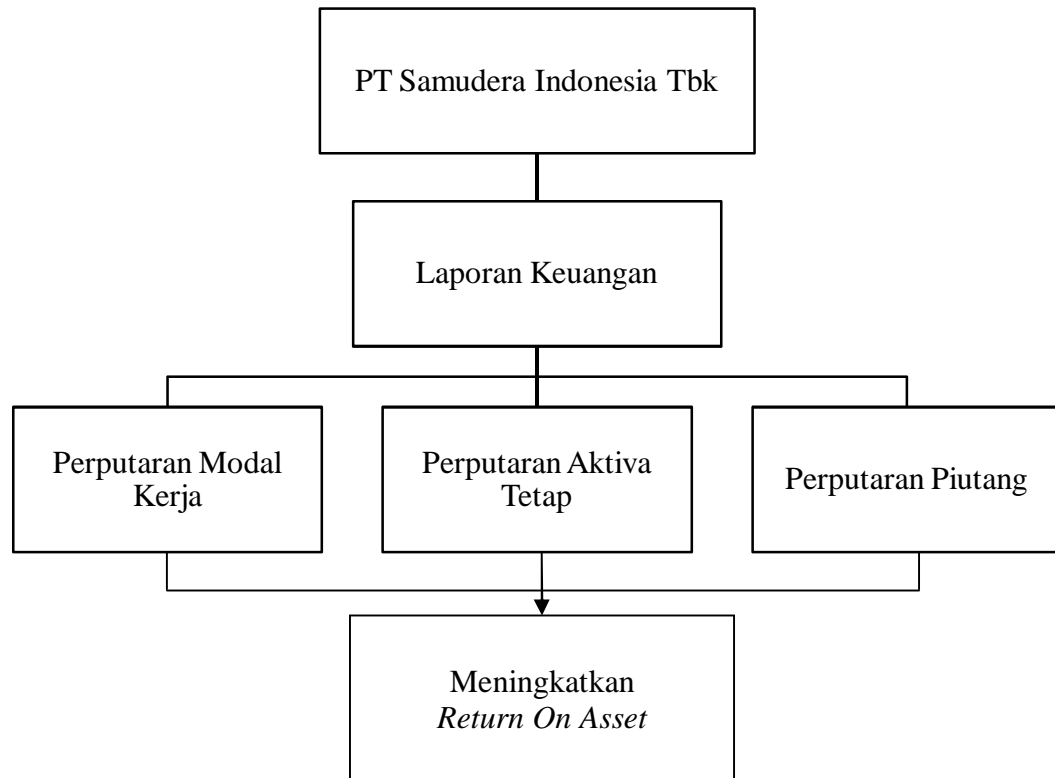 PT Samudera Indonesia Tbk
Laporan Keuangan
Perputaran Modal
Kerja
Perputaran Aktiva
Tetap
Perputaran Piutang
Meningkatkan
Return On Asset